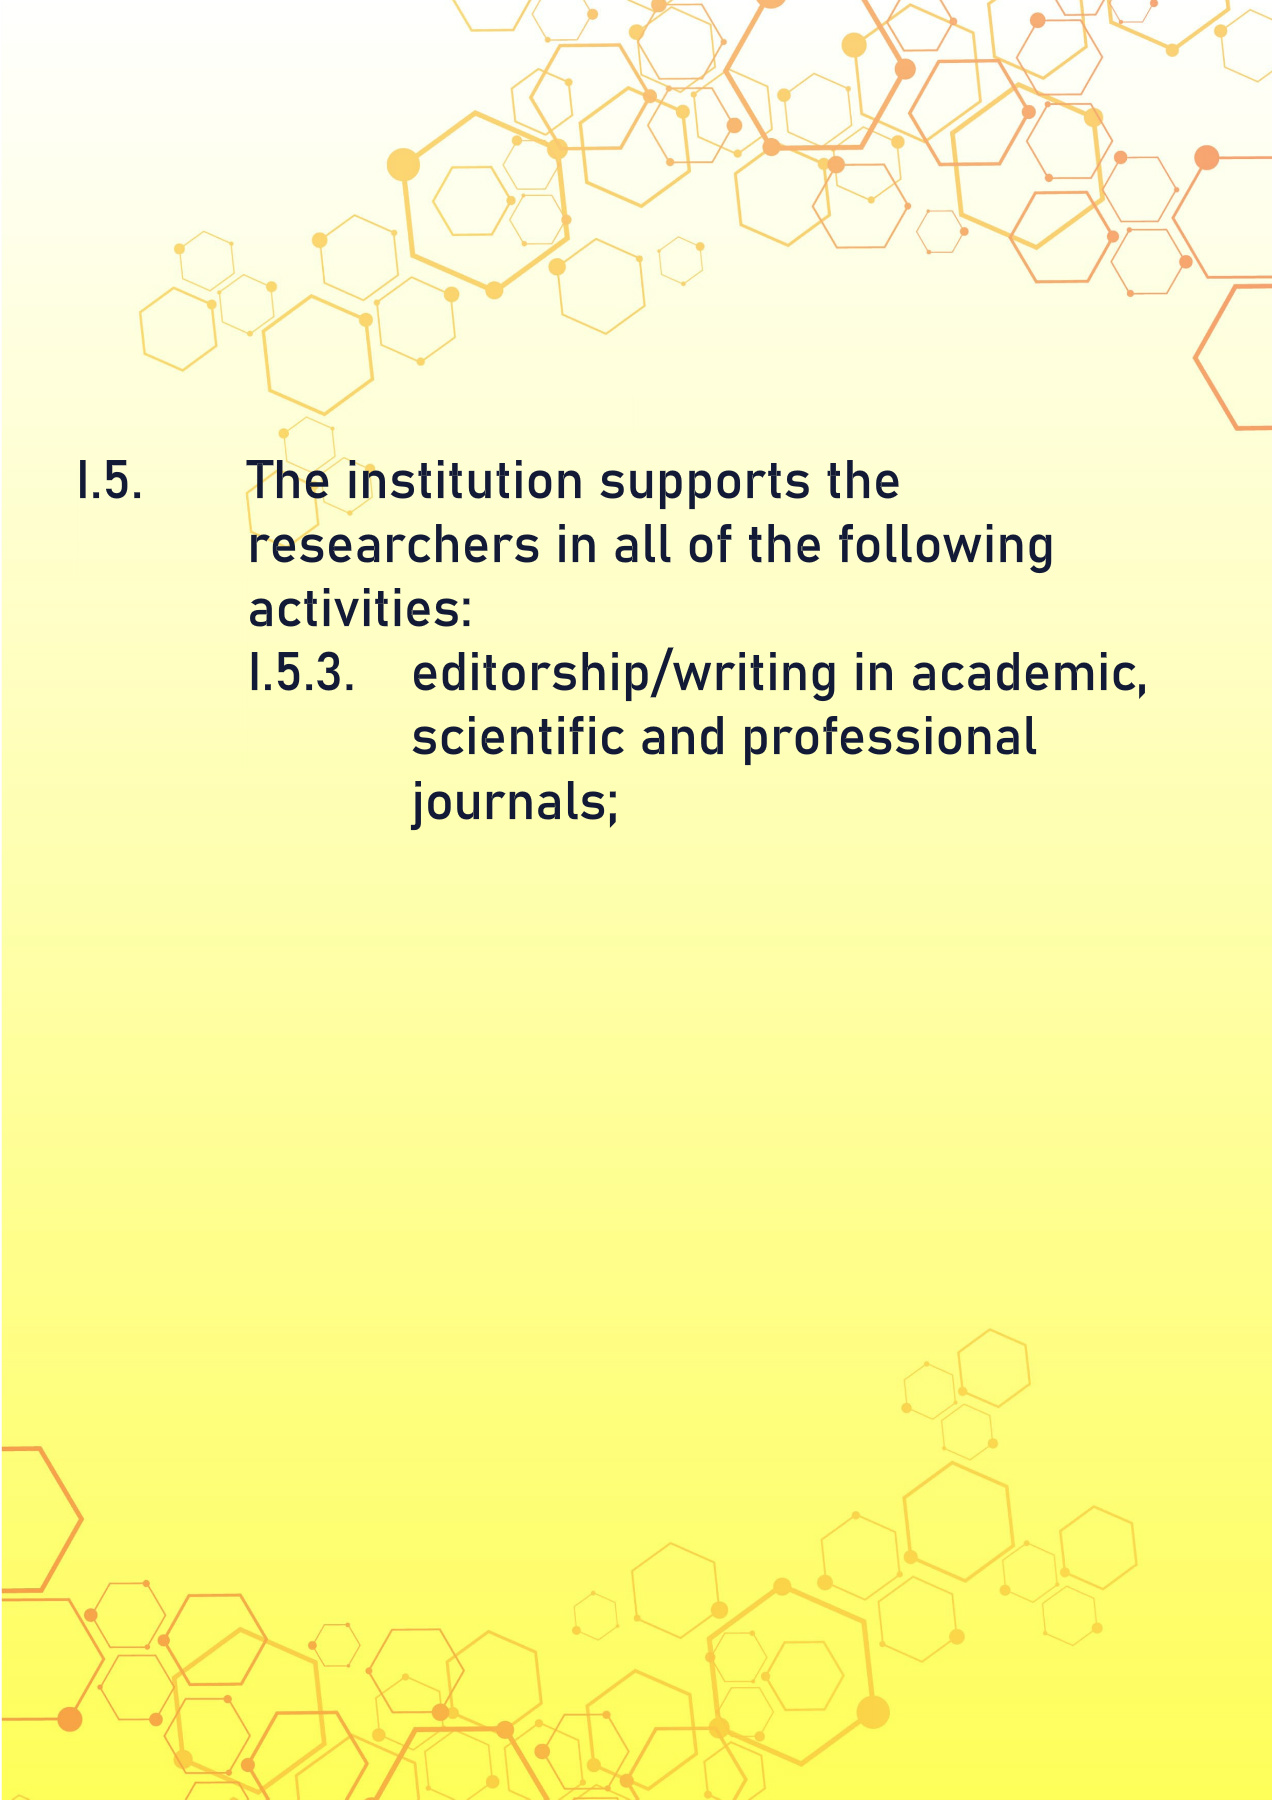 I.5. The institution supports the
researchers in all of the following
activities:
I.5.3. editorship/writing in academic,
scientific and professional
journals;